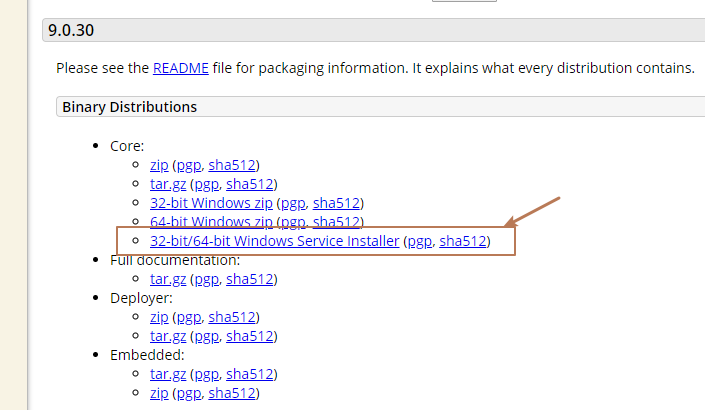 9.0.30
Please see the README file for packaging information. It explains what every distribution contains.
Binary Distributions
Core:
zip (pgp, sha512)
tar.gz (pgp, sha512)
32-bit Windows zip (pgp, sha512)
64-bit Windows zip (pgp, sha512)
32-bit/64-bit Windows Service Installer (pgp, sha512)
Full documentation:
tar.gz (pgp, sha512)
Deployer:
zip (pgp, sha512)
tar.gz (pgp, sha512)
Embedded:
tar.gz (pgp, sha512)
zip (pgp, sha512)